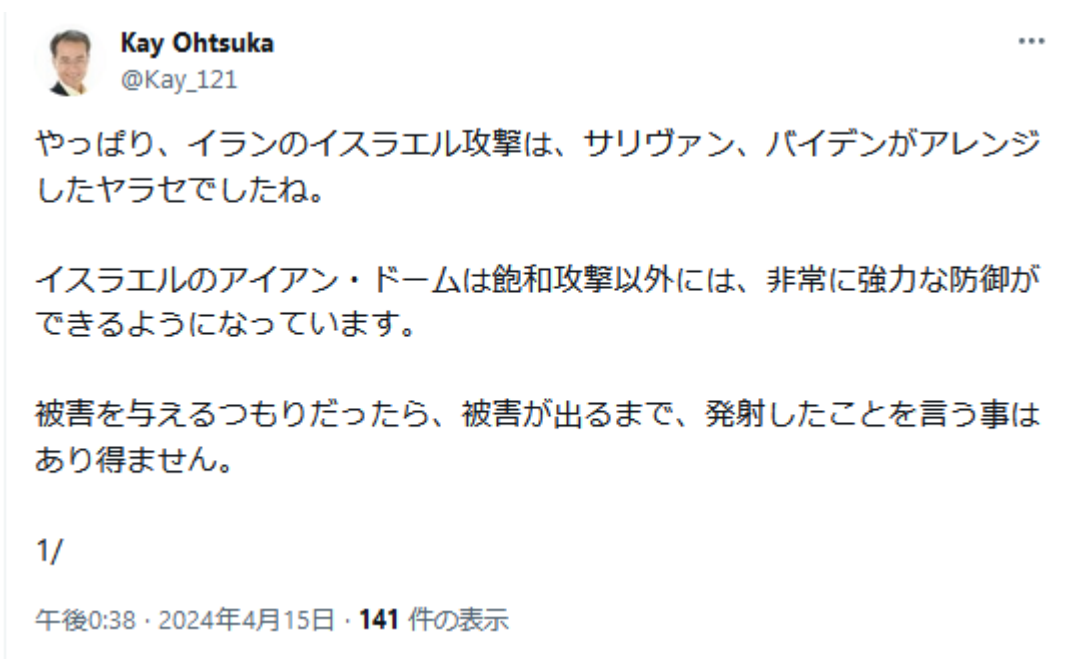 Kay Ohtsuka
@Kay_121
やっぱり、イランのイスラエル攻撃は、サリヴァン、バイデンがアレンジ
したヤラセでしたね。
イスラエルのアイアン・ドームは飽和攻撃以外には、非常に強力な防御が
できるようになっています。
被害を与えるつもりだったら、被害が出るまで、発射したことを言う事は
あり得ません。
1/
午後0:38 · 2024年4月15日 · 141 件の表示